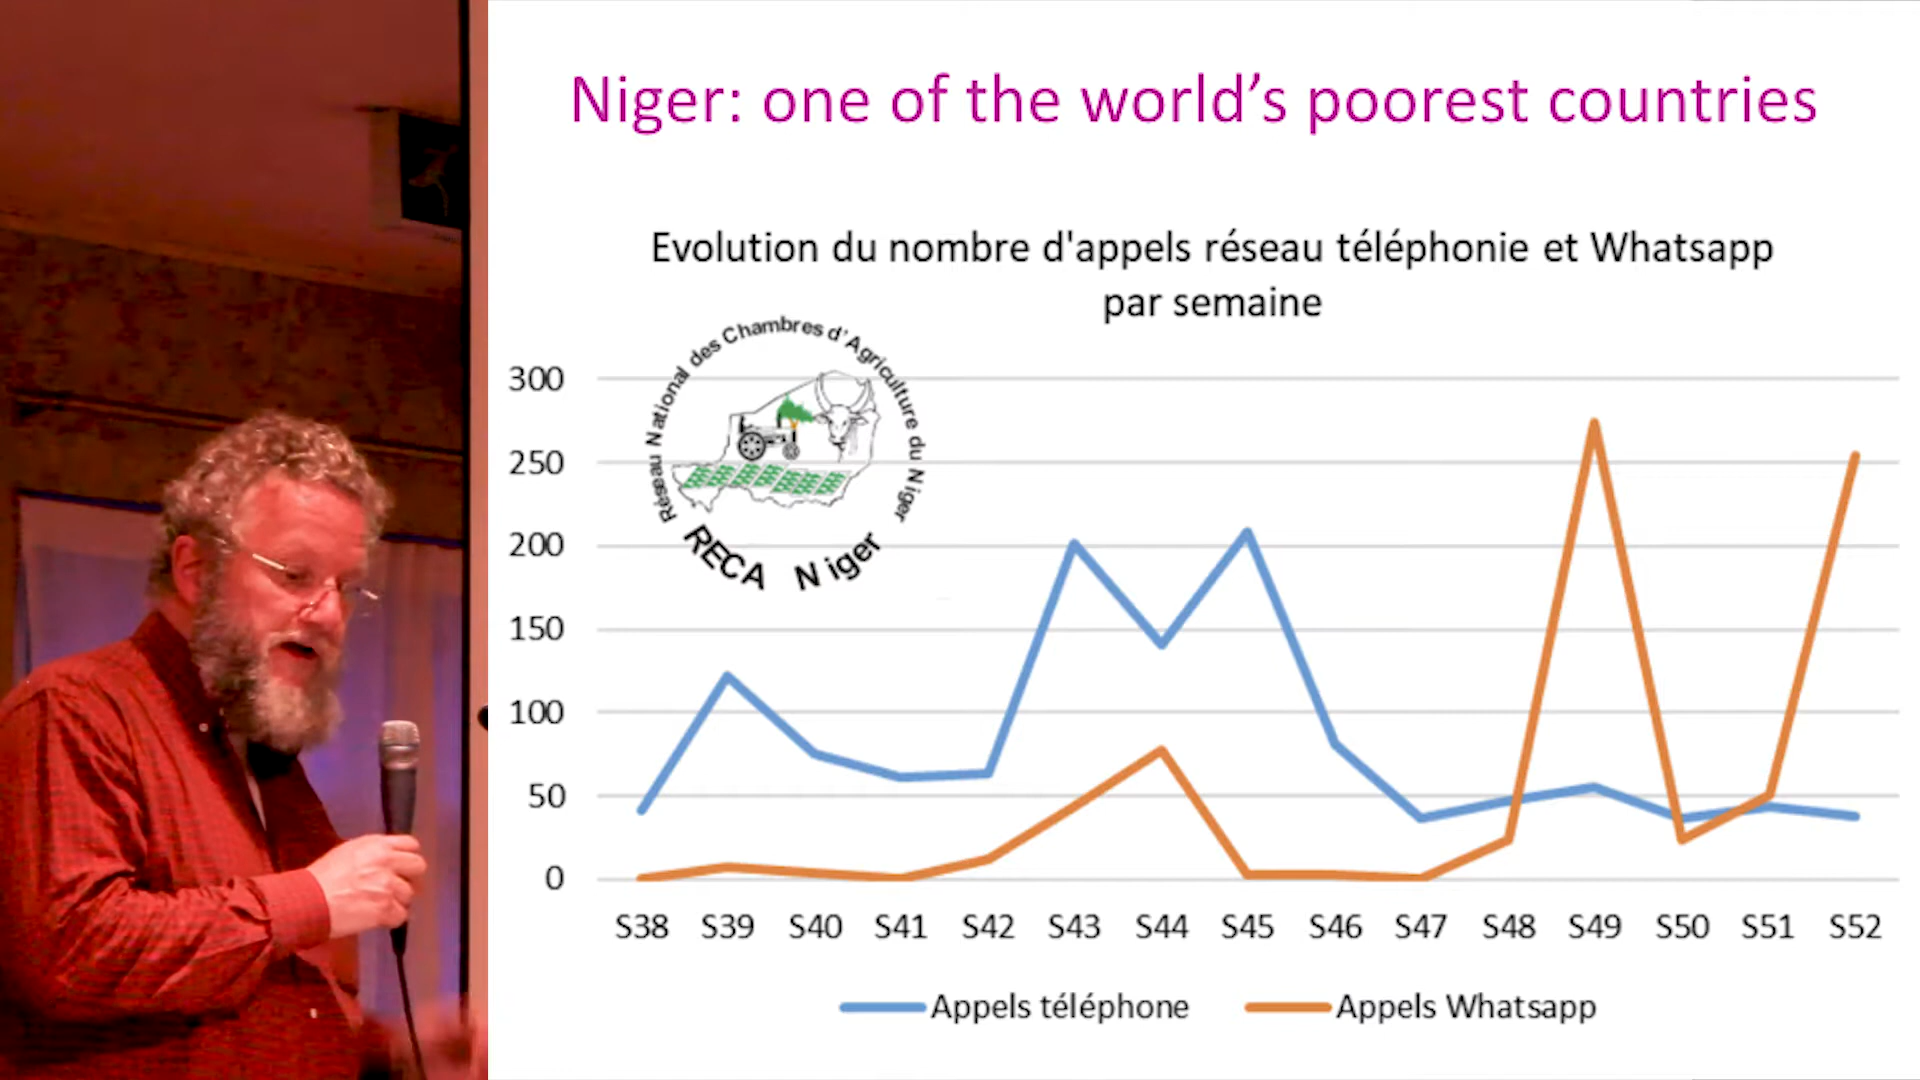 Niger: one of the world's poorest countries
Evolution du nombre d'appels réseau téléphonie et Whatsapp
par semaine
Réseau National des Chambres d'Agriculture du Niger
RECA Niger
300
250
200
150
100
50
0
S38 S39 S40 S41 S42 S43 S44 S45 S46 S47 S48 S49 S50 S51 S52
Appels téléphone Appels Whatsapp